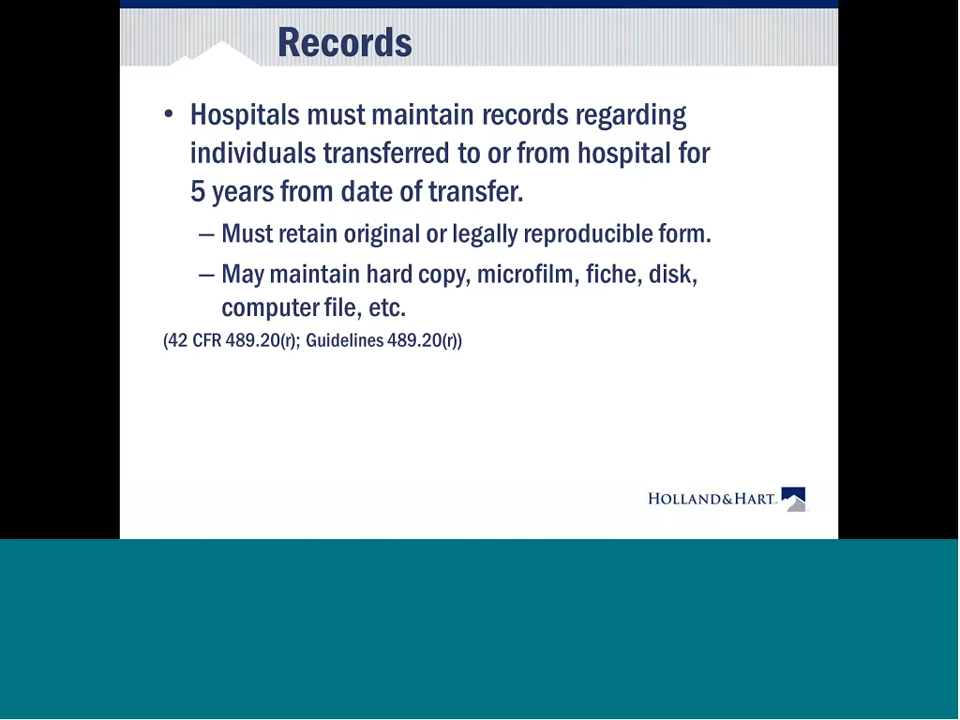 Records
• Hospitals must maintain records regarding
individuals transferred to or from hospital for
5 years from date of transfer.
– Must retain original or legally reproducible form.
– May maintain hard copy, microfilm, fiche, disk,
computer file, etc.
(42 CFR 489.20(r); Guidelines 489.20(r))
HOLLAND&HART